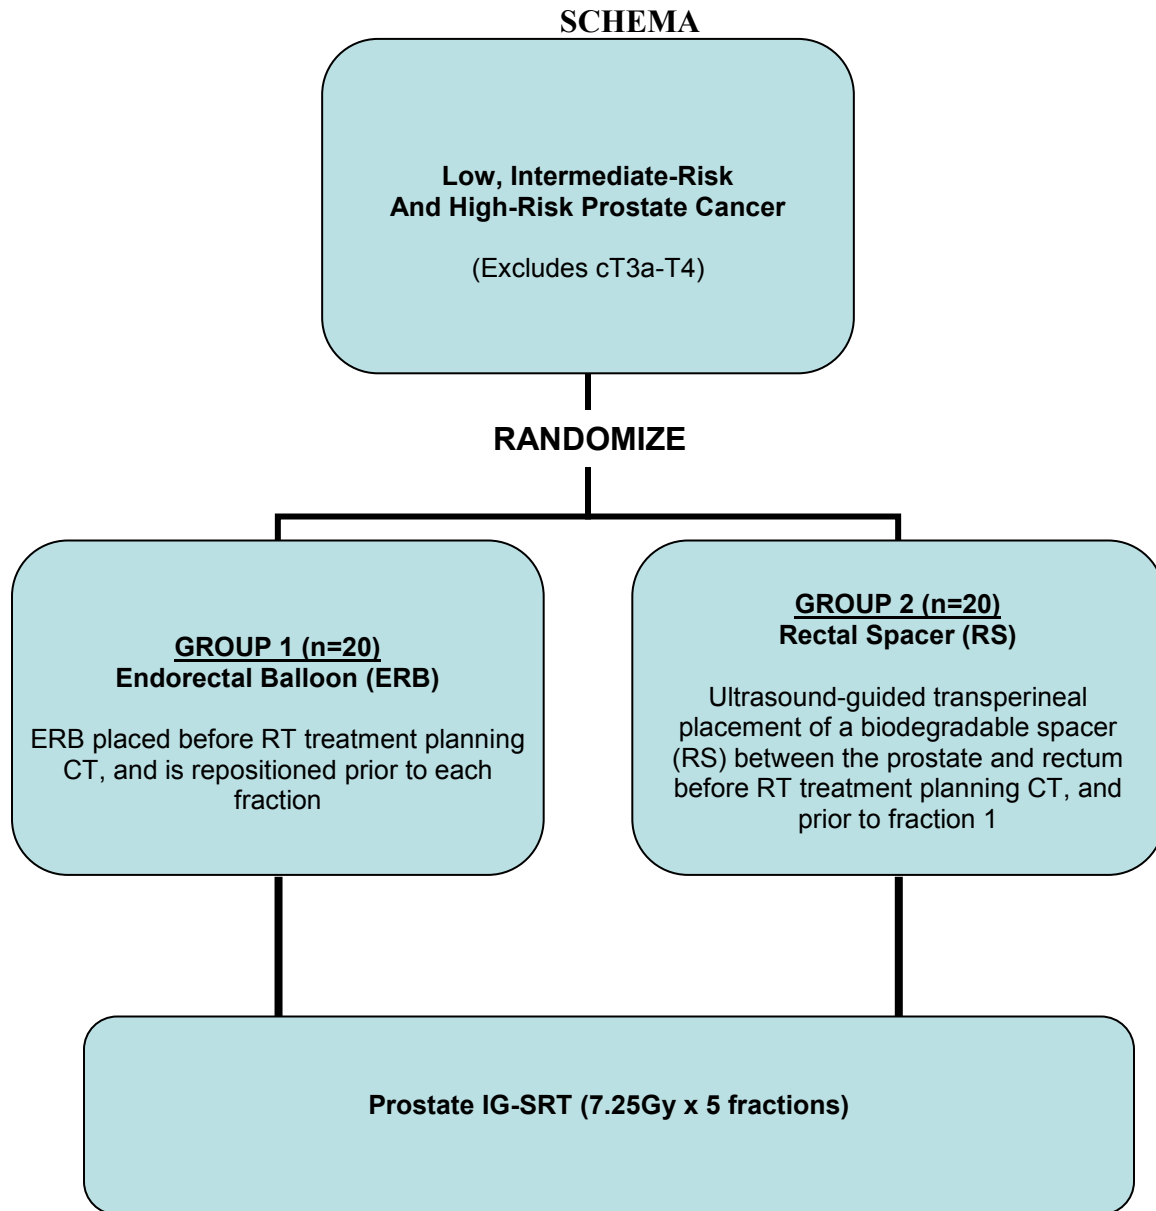 SCHEMA
Low, Intermediate-Risk
And High-Risk Prostate Cancer
(Excludes cT3a-T4)
RANDOMIZE
GROUP 1 (n=20)
Endorectal Balloon (ERB)
ERB placed before RT treatment planning
CT, and is repositioned prior to each
fraction
GROUP 2 (n=20)
Rectal Spacer (RS)
Ultrasound-guided transperineal
placement of a biodegradable spacer
(RS) between the prostate and rectum
before RT treatment planning CT, and
prior to fraction 1
Prostate IG-SRT (7.25Gy x 5 fractions)